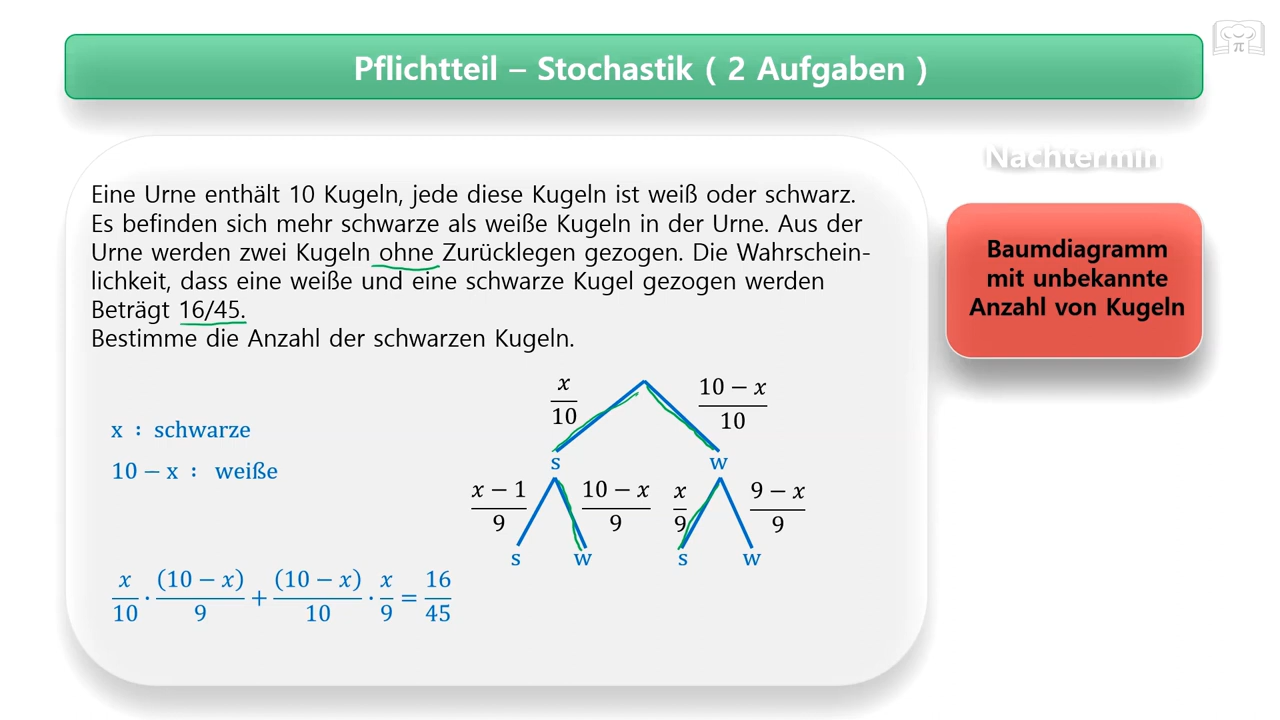 Pflichtteil – Stochastik ( 2 Aufgaben )
π
Nachtermin
Baumdiagramm
mit unbekannte
Anzahl von Kugeln
Eine Urne enthält 10 Kugeln, jede diese Kugeln ist weiß oder schwarz.
Es befinden sich mehr schwarze als weiße Kugeln in der Urne. Aus der
Urne werden zwei Kugeln ohne Zurücklegen gezogen. Die Wahrschein-
lichkeit, dass eine weiße und eine schwarze Kugel gezogen werden
Beträgt 16/45.
Bestimme die Anzahl der schwarzen Kugeln.
x : schwarze
10 − x : weiße
x/10 10 − x/10
s w
x − 1/9 10 − x/9 x/9 9 − x/9
s w s w
x/10 · (10 − x)/9 + (10 − x)/10 · x/9 = 16/45